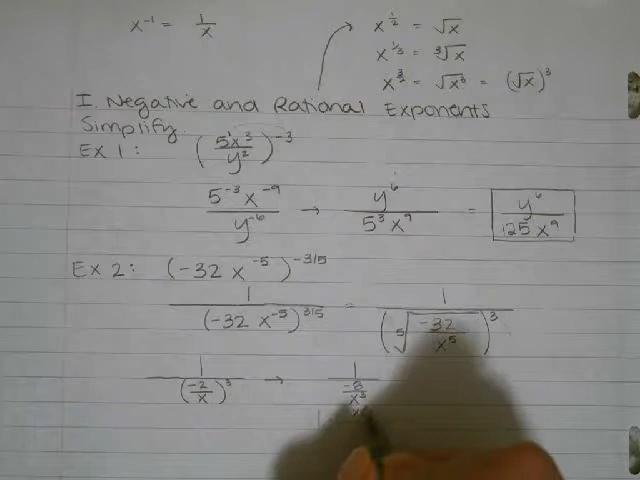 x⁻¹ = 1/x
x^(1/2) = √x
x^(1/3) = ∛x
x^(3/2) = √x³ = (√x)³
I. Negative and Rational Exponents
Simplify.
Ex 1: (5¹x³/y²)⁻³
5⁻³x⁻⁹/y⁻⁶ → y⁶/5³x⁹ = y⁶/125x⁹
Ex 2: (-32x⁻⁵)^(-3/5)
1/(-32x⁻⁵)^(3/5) = 1/(⁵√(-32/x⁵))³
1/(-2/x)³ → 1/(-8/x³)